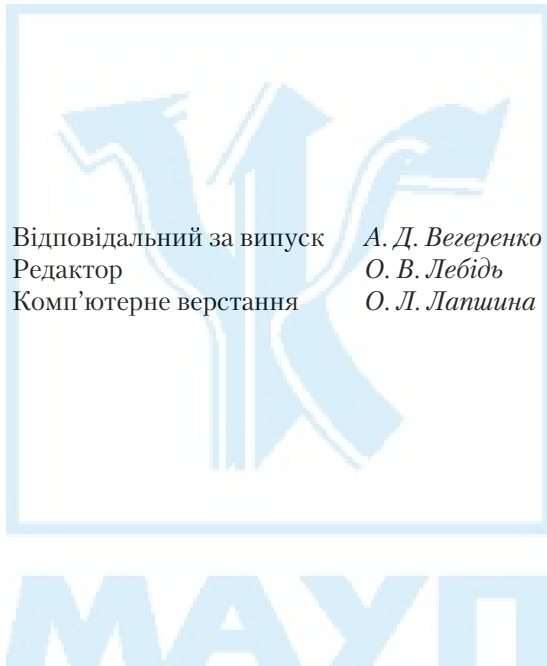 Відповідальний за випуск А. Д. Вегеренко
Редактор О. В. Лебідь
Комп’ютерне верстання О. Л. Лапшина
МАУП